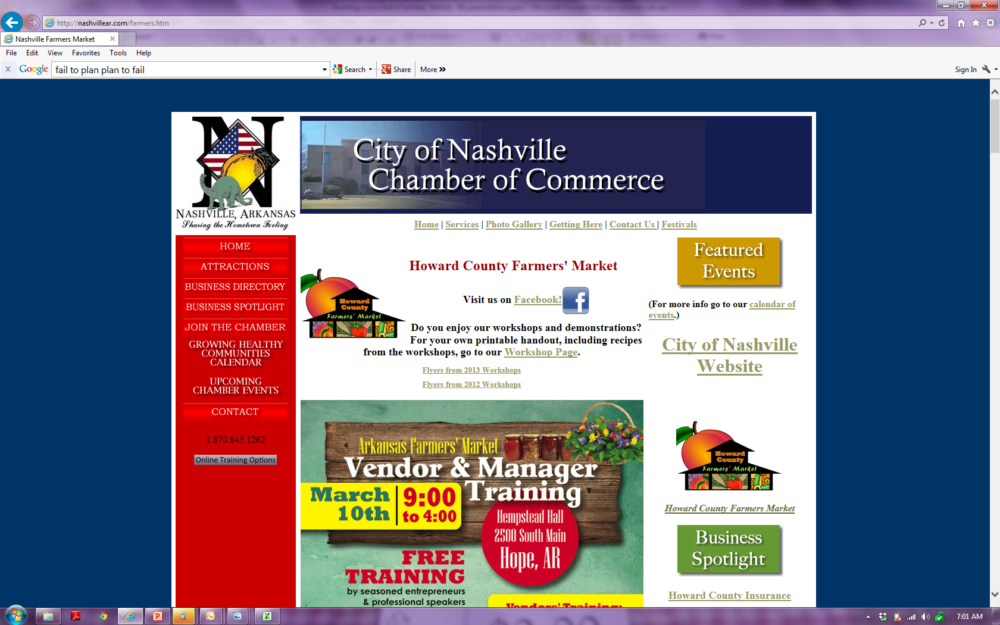 http://nashvillear.com/farmers.htm
Nashville Farmers Market
File Edit View Favorites Tools Help
x Google fail to plan plan to fail Search Share More »
Sign In
NASHVILLE, ARKANSAS
Sharing the Hometown Feeling
City of Nashville
Chamber of Commerce
Home | Services | Photo Gallery | Getting Here | Contact Us | Festivals
HOME
ATTRACTIONS
BUSINESS DIRECTORY
BUSINESS SPOTLIGHT
JOIN THE CHAMBER
GROWING HEALTHY
COMMUNITIES
CALENDAR
UPCOMING
CHAMBER EVENTS
CONTACT
1.870.845.1262
Online Training Options
Howard County Farmers' Market
Howard
County
Farmers' Market
Visit us on Facebook!
Do you enjoy our workshops and demonstrations?
For your own printable handout, including recipes
from the workshops, go to our Workshop Page.
Flyers from 2013 Workshops
Flyers from 2012 Workshops
Arkansas Farmers' Market
Vendor & Manager
Training
March
10th
9:00
to 4:00
Hempstead Hall
2500 South Main
Hope, AR
FREE
TRAINING
by seasoned entrepreneurs
& professional speakers
Vendors' Training:
Featured
Events
(For more info go to our calendar of
events.)
City of Nashville
Website
Howard
County
Farmers' Market
Howard County Farmers Market
Business
Spotlight
Howard County Insurance
7:01 AM